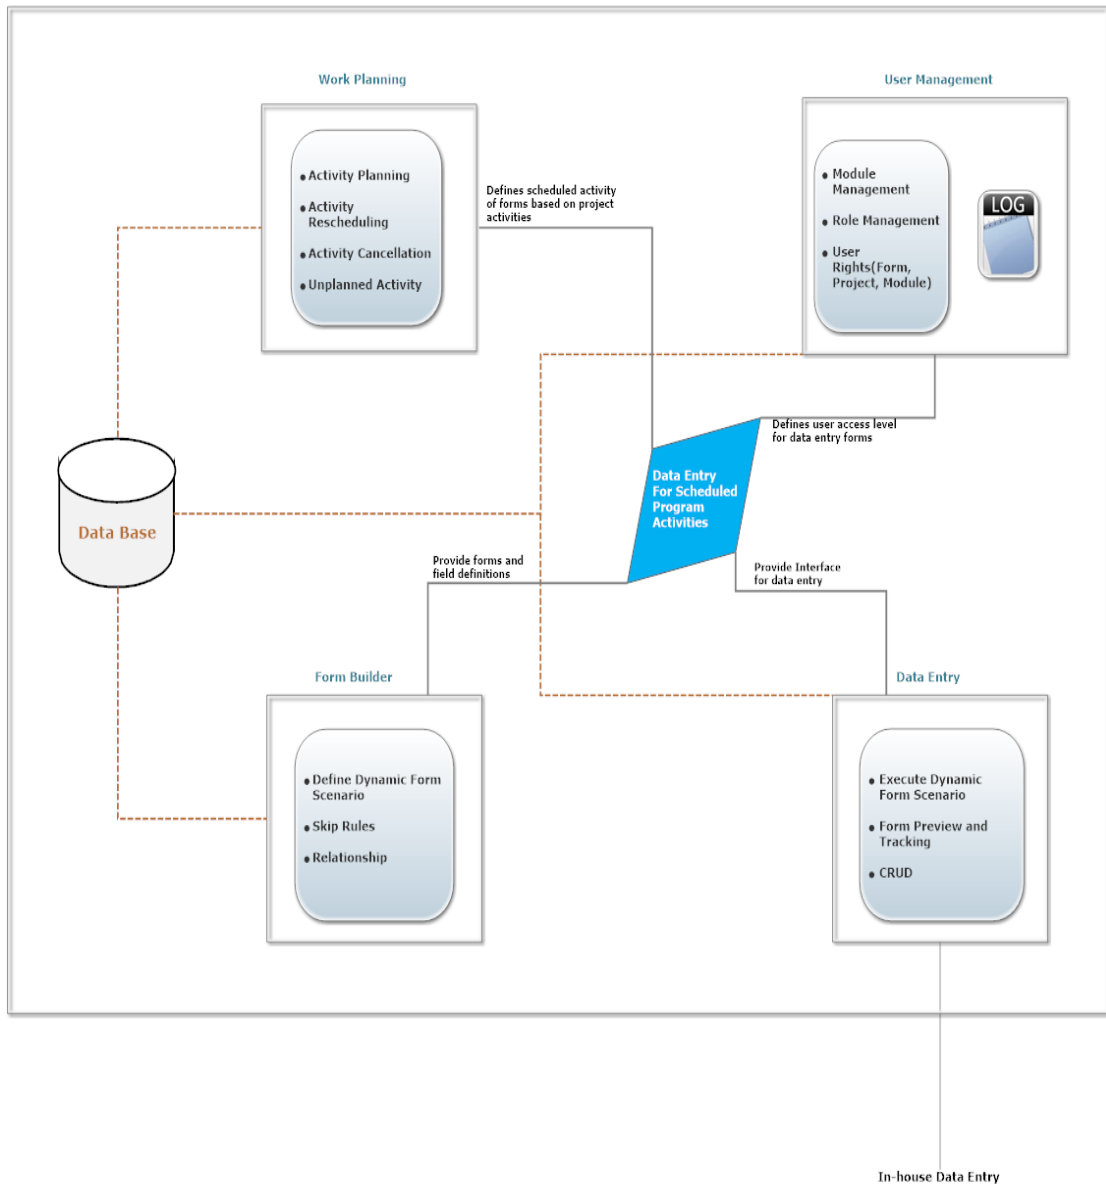 Work Planning
User Management
Activity Planning
Activity
Rescheduling
Activity Cancellation
Unplanned Activity
Defines scheduled activity
of forms based on project
activities
Module
Management
Role Management
User
Rights(Form,
Project, Module)
LOG
Defines user access level
for data entry forms
Data Entry
For Scheduled
Program
Activities
Data Base
Provide forms and
field definitions
Provide Interface
for data entry
Form Builder
Data Entry
Define Dynamic Form
Scenario
Skip Rules
Relationship
Execute Dynamic
Form Scenario
Form Preview and
Tracking
CRUD
In-house Data Entry